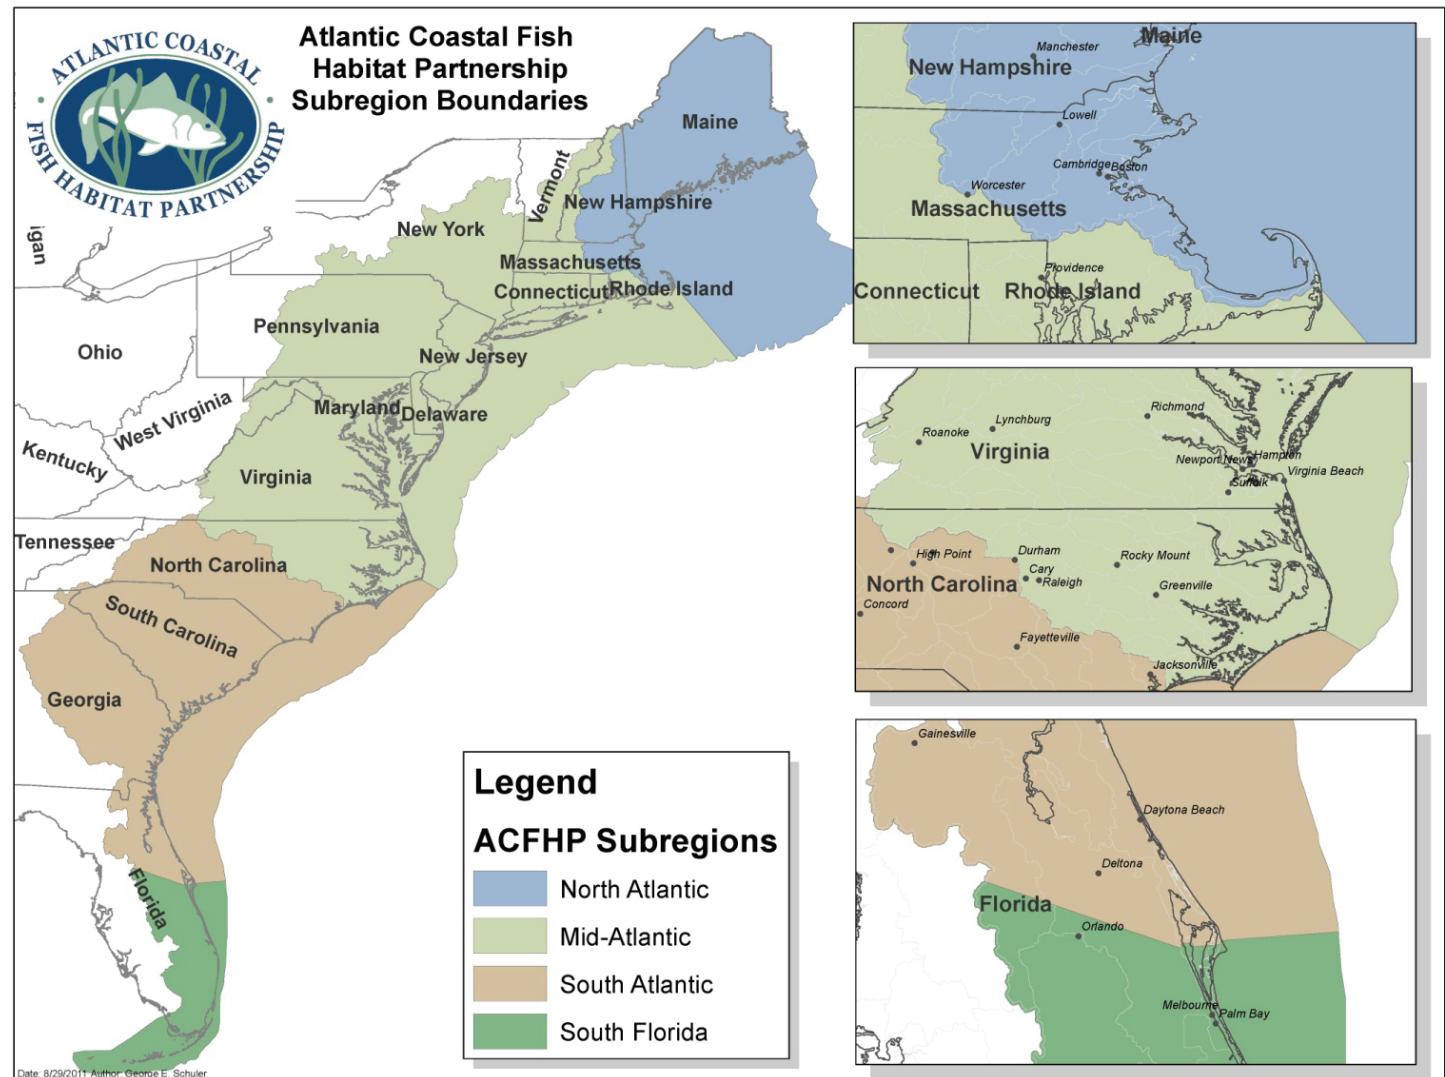 ATLANTIC COASTAL
FISH HABITAT PARTNERSHIP
Atlantic Coastal Fish
Habitat Partnership
Subregion Boundaries
Maine
Vermont
New Hampshire
New York
igan
Massachusetts
Connecticut
Rhode Island
Pennsylvania
Ohio
New Jersey
West Virginia
Maryland
Delaware
Kentucky
Virginia
Tennessee
North Carolina
South Carolina
Georgia
Florida
Maine
Manchester
New Hampshire
Lowell
Cambridge
Boston
Worcester
Massachusetts
Providence
Connecticut
Rhode Island
Richmond
Lynchburg
Roanoke
Virginia
Newport News
Hampton
Virginia Beach
Suffolk
High Point
Durham
Rocky Mount
Cary
Raleigh
North Carolina
Greenville
Concord
Fayetteville
Jacksonville
Gainesville
Daytona Beach
Deltona
Florida
Orlando
Melbourne
Palm Bay
Legend
ACFHP Subregions
North Atlantic
Mid-Atlantic
South Atlantic
South Florida
Date: 8/29/2011 Author: George E. Schuler